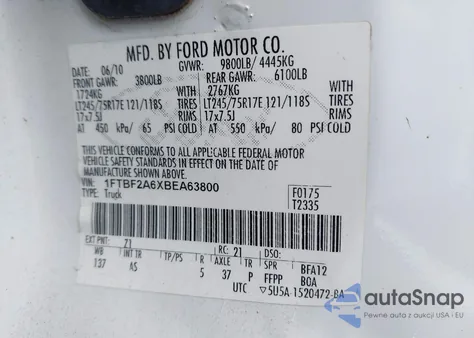 MFD. BY FORD MOTOR CO.
DATE: 06/10 GVWR: 9800LB/ 4445KG
FRONT GAWR: 3800LB REAR GAWR: 6100LB
1724KG WITH 2767KG WITH
LT245/75R17E 121/118S TIRES LT245/75R17E 121/118S TIRES
17x7.5J RIMS 17x7.5J RIMS
AT 450 kPa/ 65 PSI COLD AT 550 kPa/ 80 PSI COLD
THIS VEHICLE CONFORMS TO ALL APPLICABLE FEDERAL MOTOR
VEHICLE SAFETY STANDARDS IN EFFECT ON THE DATE OF
MANUFACTURE SHOWN ABOVE.
VIN: 1FTBF2A6XBEA63800 F0175
TYPE: Truck T2335
EXT PNT: Z1 RC: 21 DSO:
WB INT TR TP/PS R AXLE TR SPR BFA12
137 AS 5 37 P FFPP BOA
UTC 5U5A-1520472-BA
autoSnap
Pewne auta z USA i EU